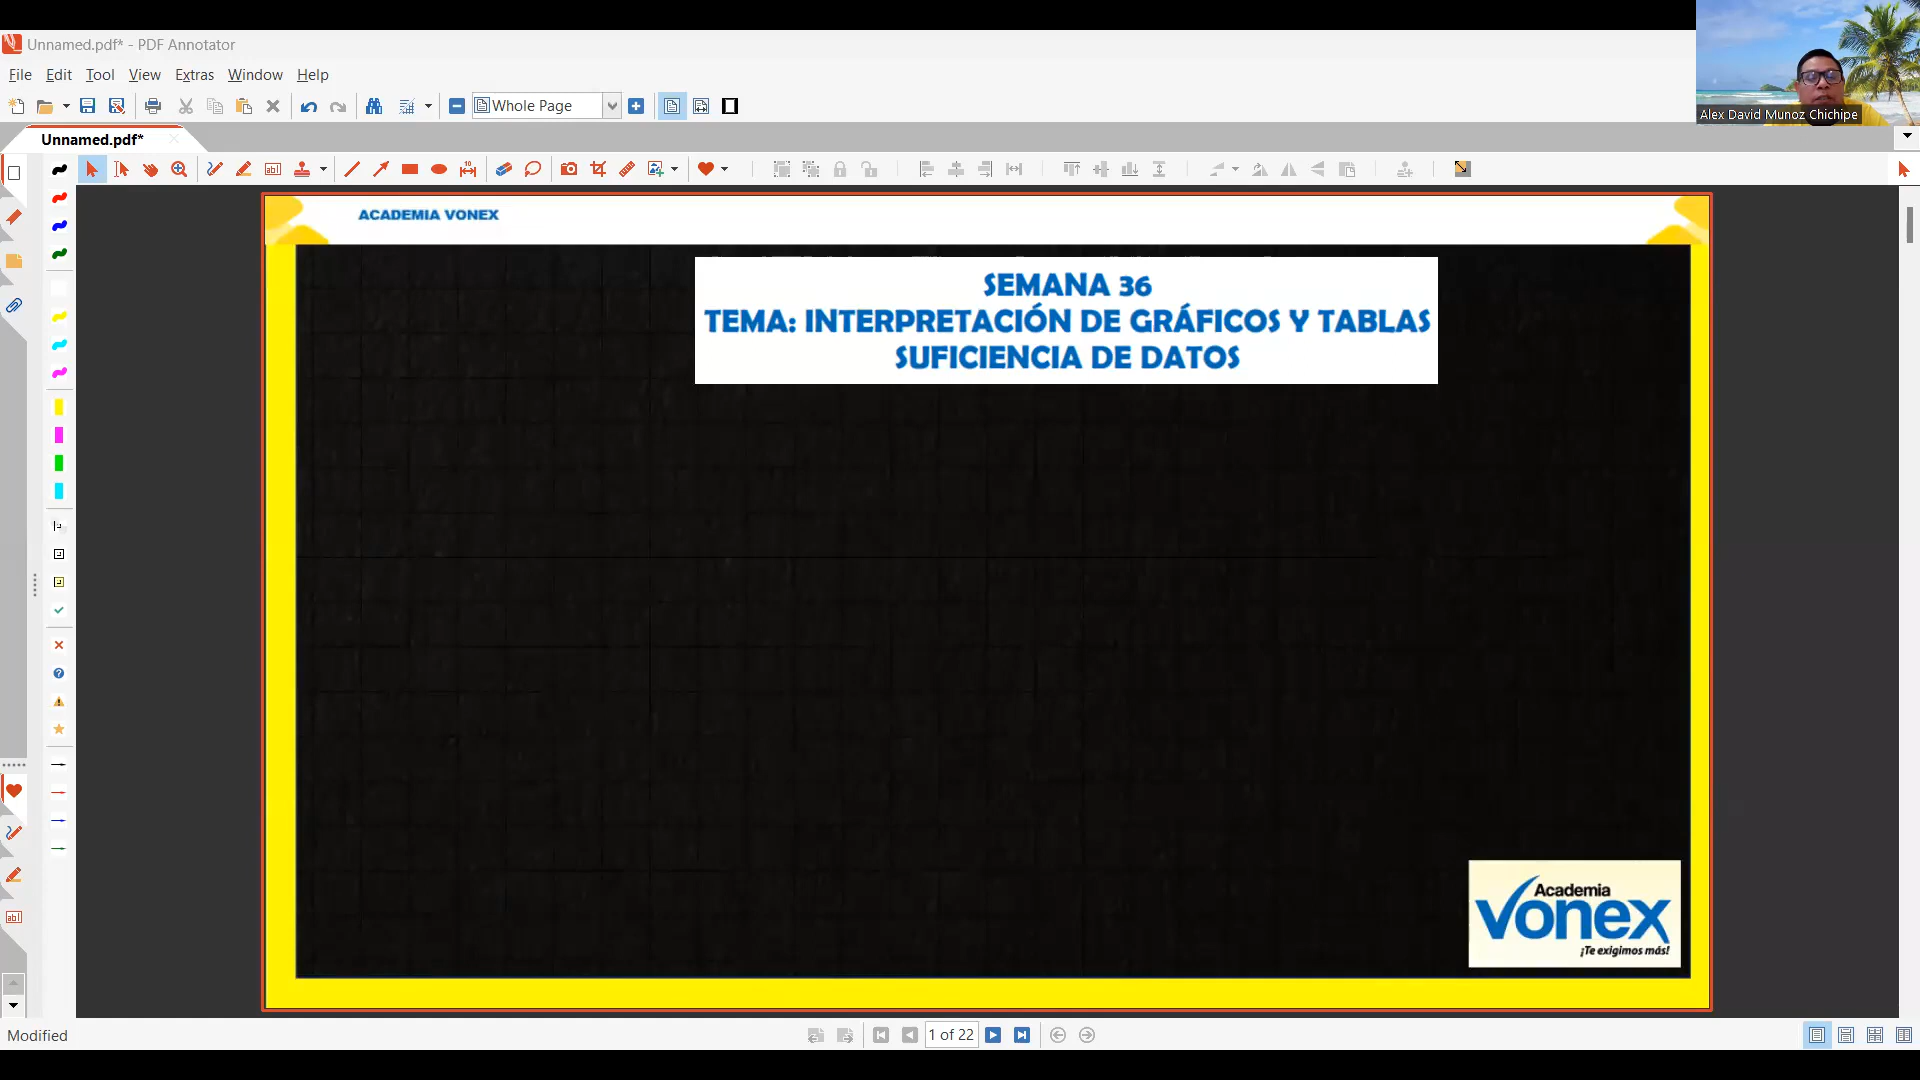 Unnamed.pdf* - PDF Annotator
File Edit Tool View Extras Window Help
Whole Page
Alex David Munoz Chichipe
Unnamed.pdf*
ACADEMIA VONEX
SEMANA 36
TEMA: INTERPRETACIÓN DE GRÁFICOS Y TABLAS
SUFICIENCIA DE DATOS
Academia
Vonex
¡Te exigimos más!
Modified
1 of 22